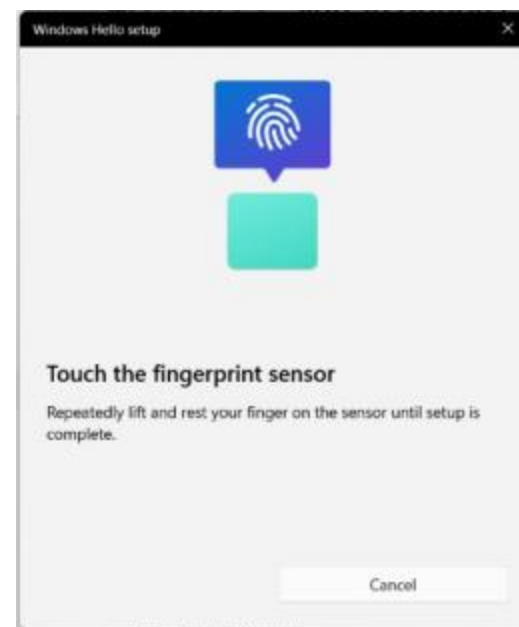 Windows Hello setup
Touch the fingerprint sensor
Repeatedly lift and rest your finger on the sensor until setup is
complete.
Cancel